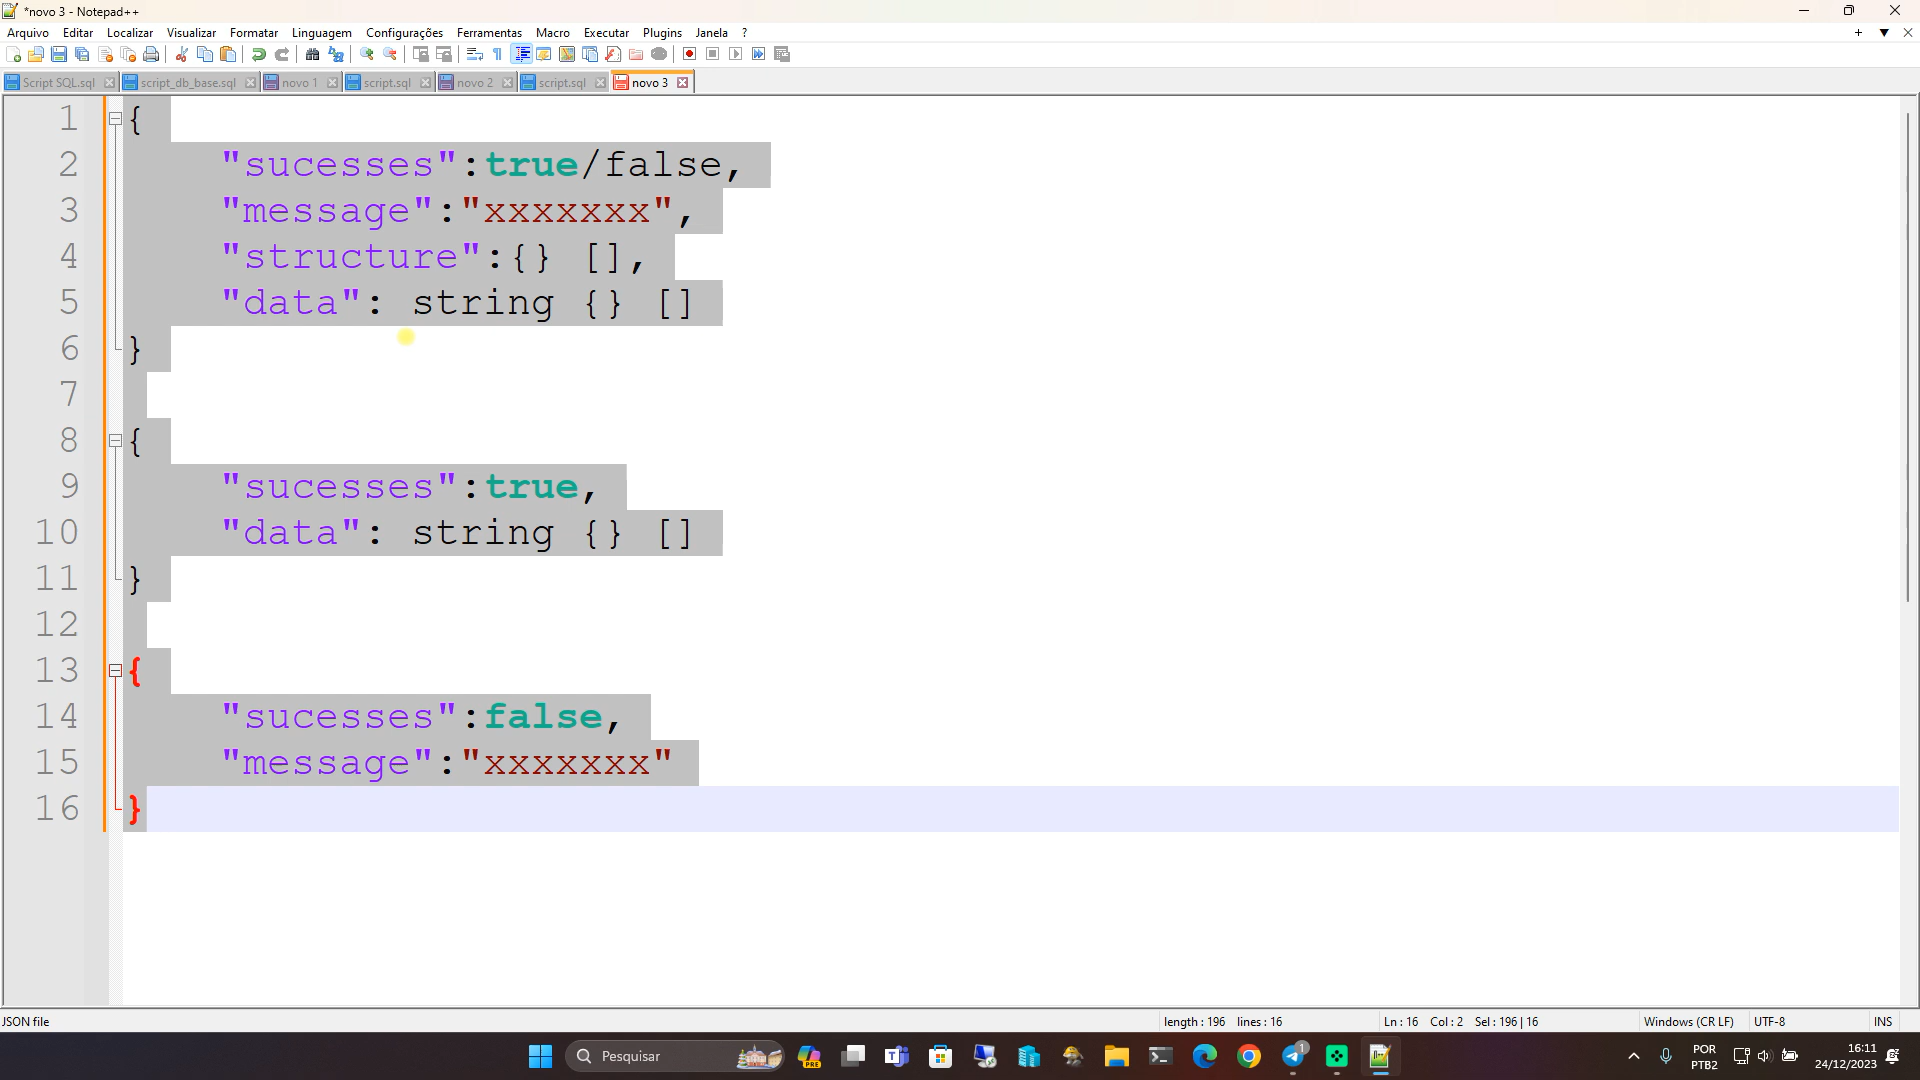 *novo 3 - Notepad++
Arquivo Editar Localizar Visualizar Formatar Linguagem Configurações Ferramentas Macro Executar Plugins Janela ?
Script SQL.sql script_db_base.sql novo 1 script.sql novo 2 script.sql novo 3
1 {
2 "sucesses":true/false,
3 "message":"xxxxxxx",
4 "structure":{} [],
5 "data": string {} []
6 }
7
8 {
9 "sucesses":true,
10 "data": string {} []
11 }
12
13 {
14 "sucesses":false,
15 "message":"xxxxxxx"
16 }
JSON file length : 196 lines : 16 Ln : 16 Col : 2 Sel : 196 | 16 Windows (CR LF) UTF-8 INS
Pesquisar
PRE
1
POR
PTB2
16:11
24/12/2023